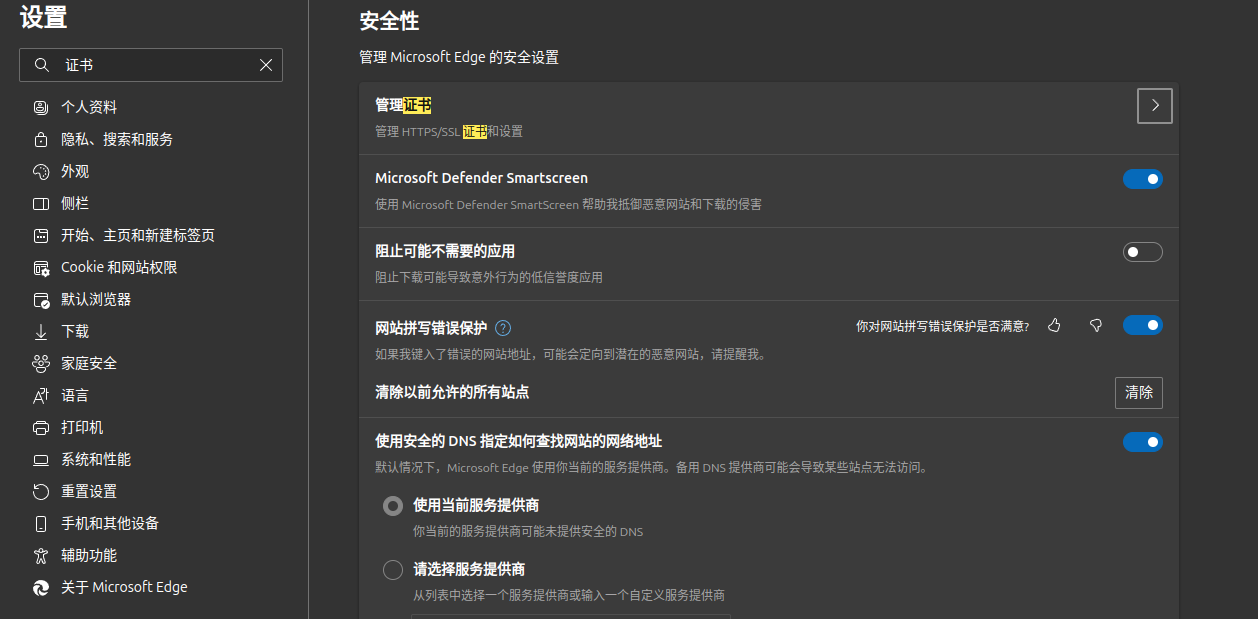 设置
证书
个人资料
隐私、搜索和服务
外观
侧栏
开始、主页和新建标签页
Cookie 和网站权限
默认浏览器
下载
家庭安全
语言
打印机
系统和性能
重置设置
手机和其他设备
辅助功能
关于 Microsoft Edge
安全性
管理 Microsoft Edge 的安全设置
管理证书
管理 HTTPS/SSL 证书和设置
Microsoft Defender Smartscreen
使用 Microsoft Defender SmartScreen 帮助我抵御恶意网站和下载的侵害
阻止可能不需要的应用
阻止下载可能导致意外行为的低信誉度应用
网站拼写错误保护 ?
你对网站拼写错误保护是否满意?
如果我键入了错误的网站地址，可能会定向到潜在的恶意网站，请提醒我。
清除以前允许的所有站点
清除
使用安全的 DNS 指定如何查找网站的网络地址
默认情况下，Microsoft Edge 使用你当前的服务提供商。备用 DNS 提供商可能会导致某些站点无法访问。
使用当前服务提供商
你当前的服务提供商可能未提供安全的 DNS
请选择服务提供商
从列表中选择一个服务提供商或输入一个自定义服务提供商